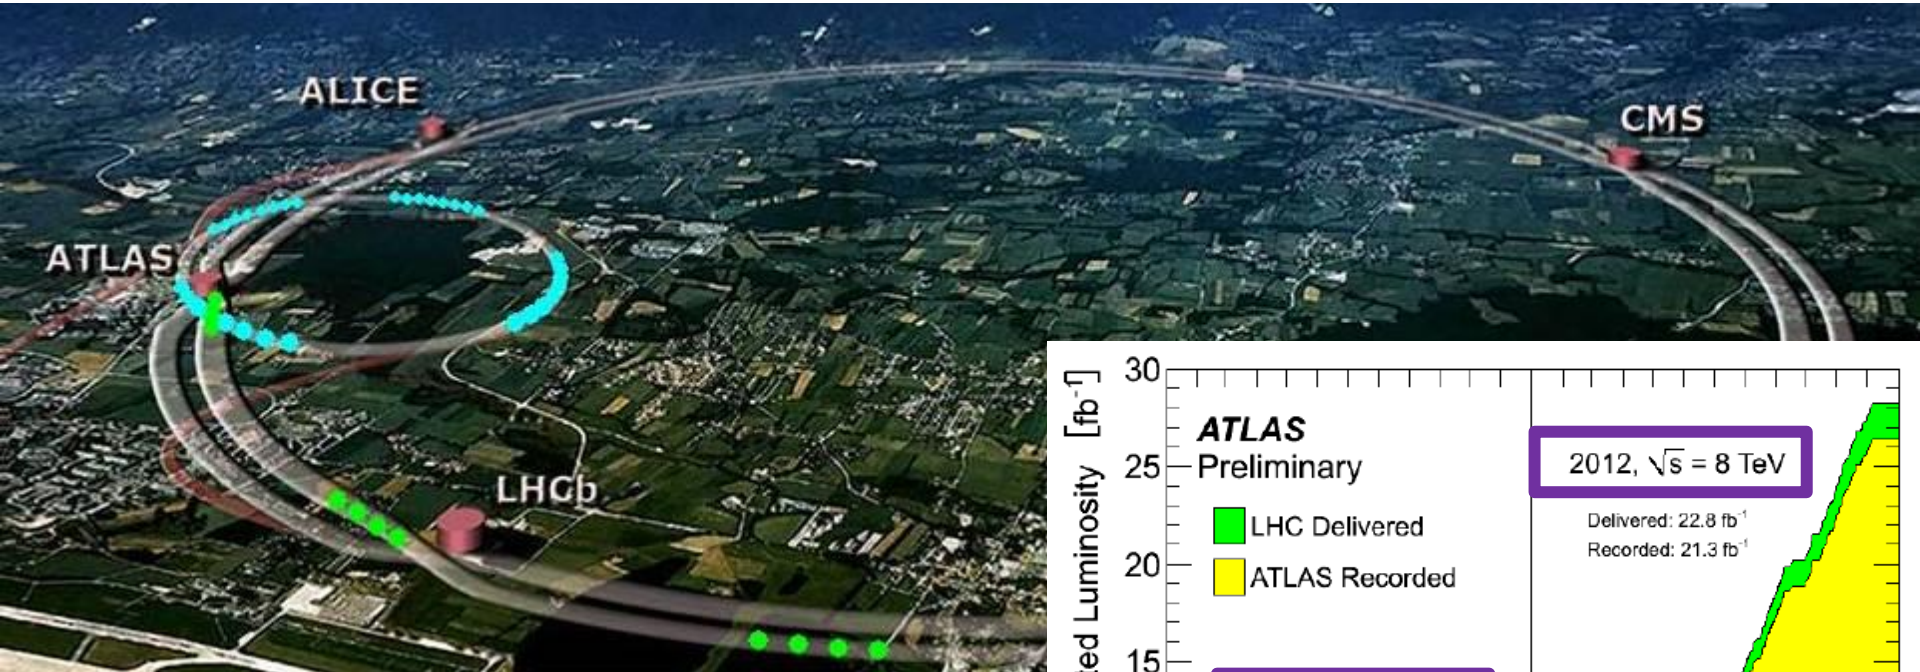 ALICE
CMS
ATLAS
LHCb
ed Luminosity [fb⁻¹]
30
25
20
15
ATLAS
Preliminary
LHC Delivered
ATLAS Recorded
2012, √s = 8 TeV
Delivered: 22.8 fb⁻¹
Recorded: 21.3 fb⁻¹